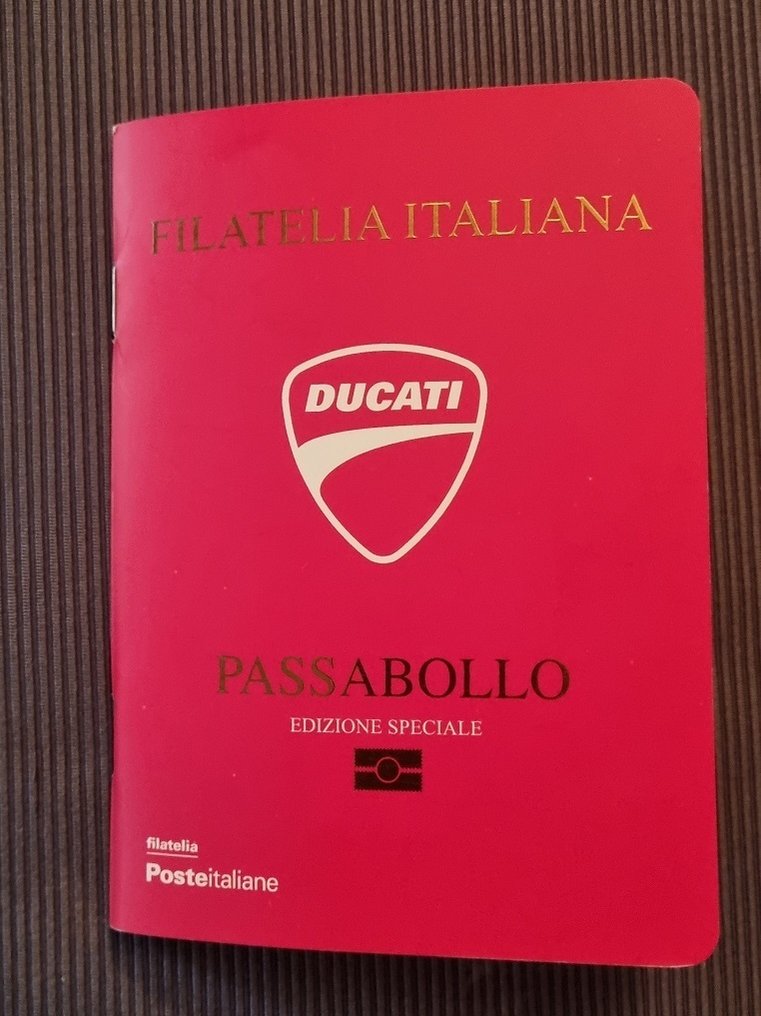 FILATELIA ITALIANA
DUCATI
PASSABOLLO
EDIZIONE SPECIALE
filatelia
Posteitaliane